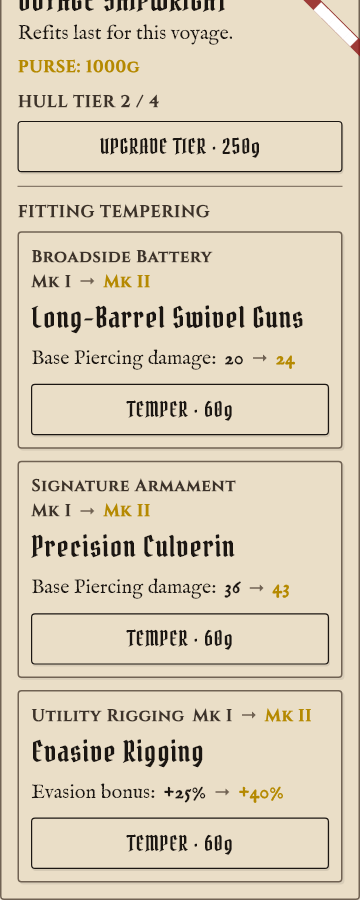 VOYAGE SHIPWRIGHT
Refits last for this voyage.
PURSE: 1000G
HULL TIER 2 / 4
UPGRADE TIER · 250g
FITTING TEMPERING
BROADSIDE BATTERY
MK I → MK II
Long-Barrel Swivel Guns
Base Piercing damage: 20 → 24
TEMPER · 60g
SIGNATURE ARMAMENT
MK I → MK II
Precision Culverin
Base Piercing damage: 36 → 43
TEMPER · 60g
UTILITY RIGGING MK I → MK II
Evasive Rigging
Evasion bonus: +25% → +40%
TEMPER · 60g